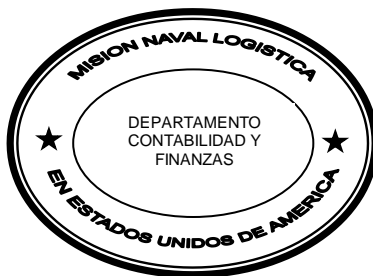 MISION NAVAL LOGISTICA
DEPARTAMENTO
CONTABILIDAD Y
FINANZAS
EN ESTADOS UNIDOS DE AMERICA